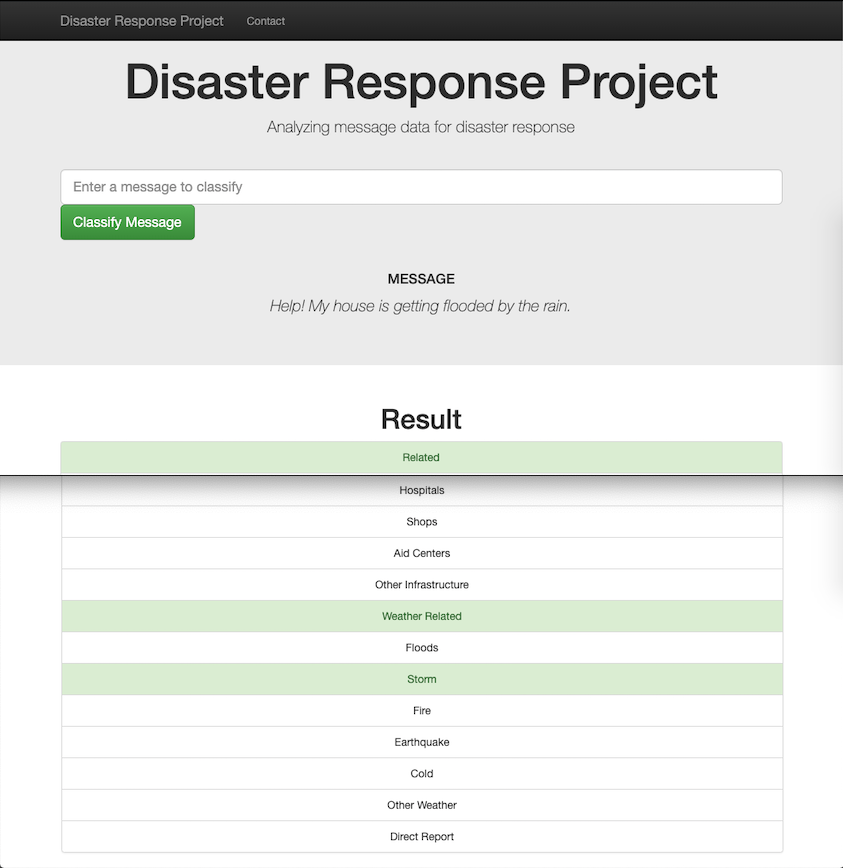 Disaster Response Project Contact
Disaster Response Project
Analyzing message data for disaster response
Enter a message to classify
Classify Message
MESSAGE
Help! My house is getting flooded by the rain.
Result
Related
Hospitals
Shops
Aid Centers
Other Infrastructure
Weather Related
Floods
Storm
Fire
Earthquake
Cold
Other Weather
Direct Report